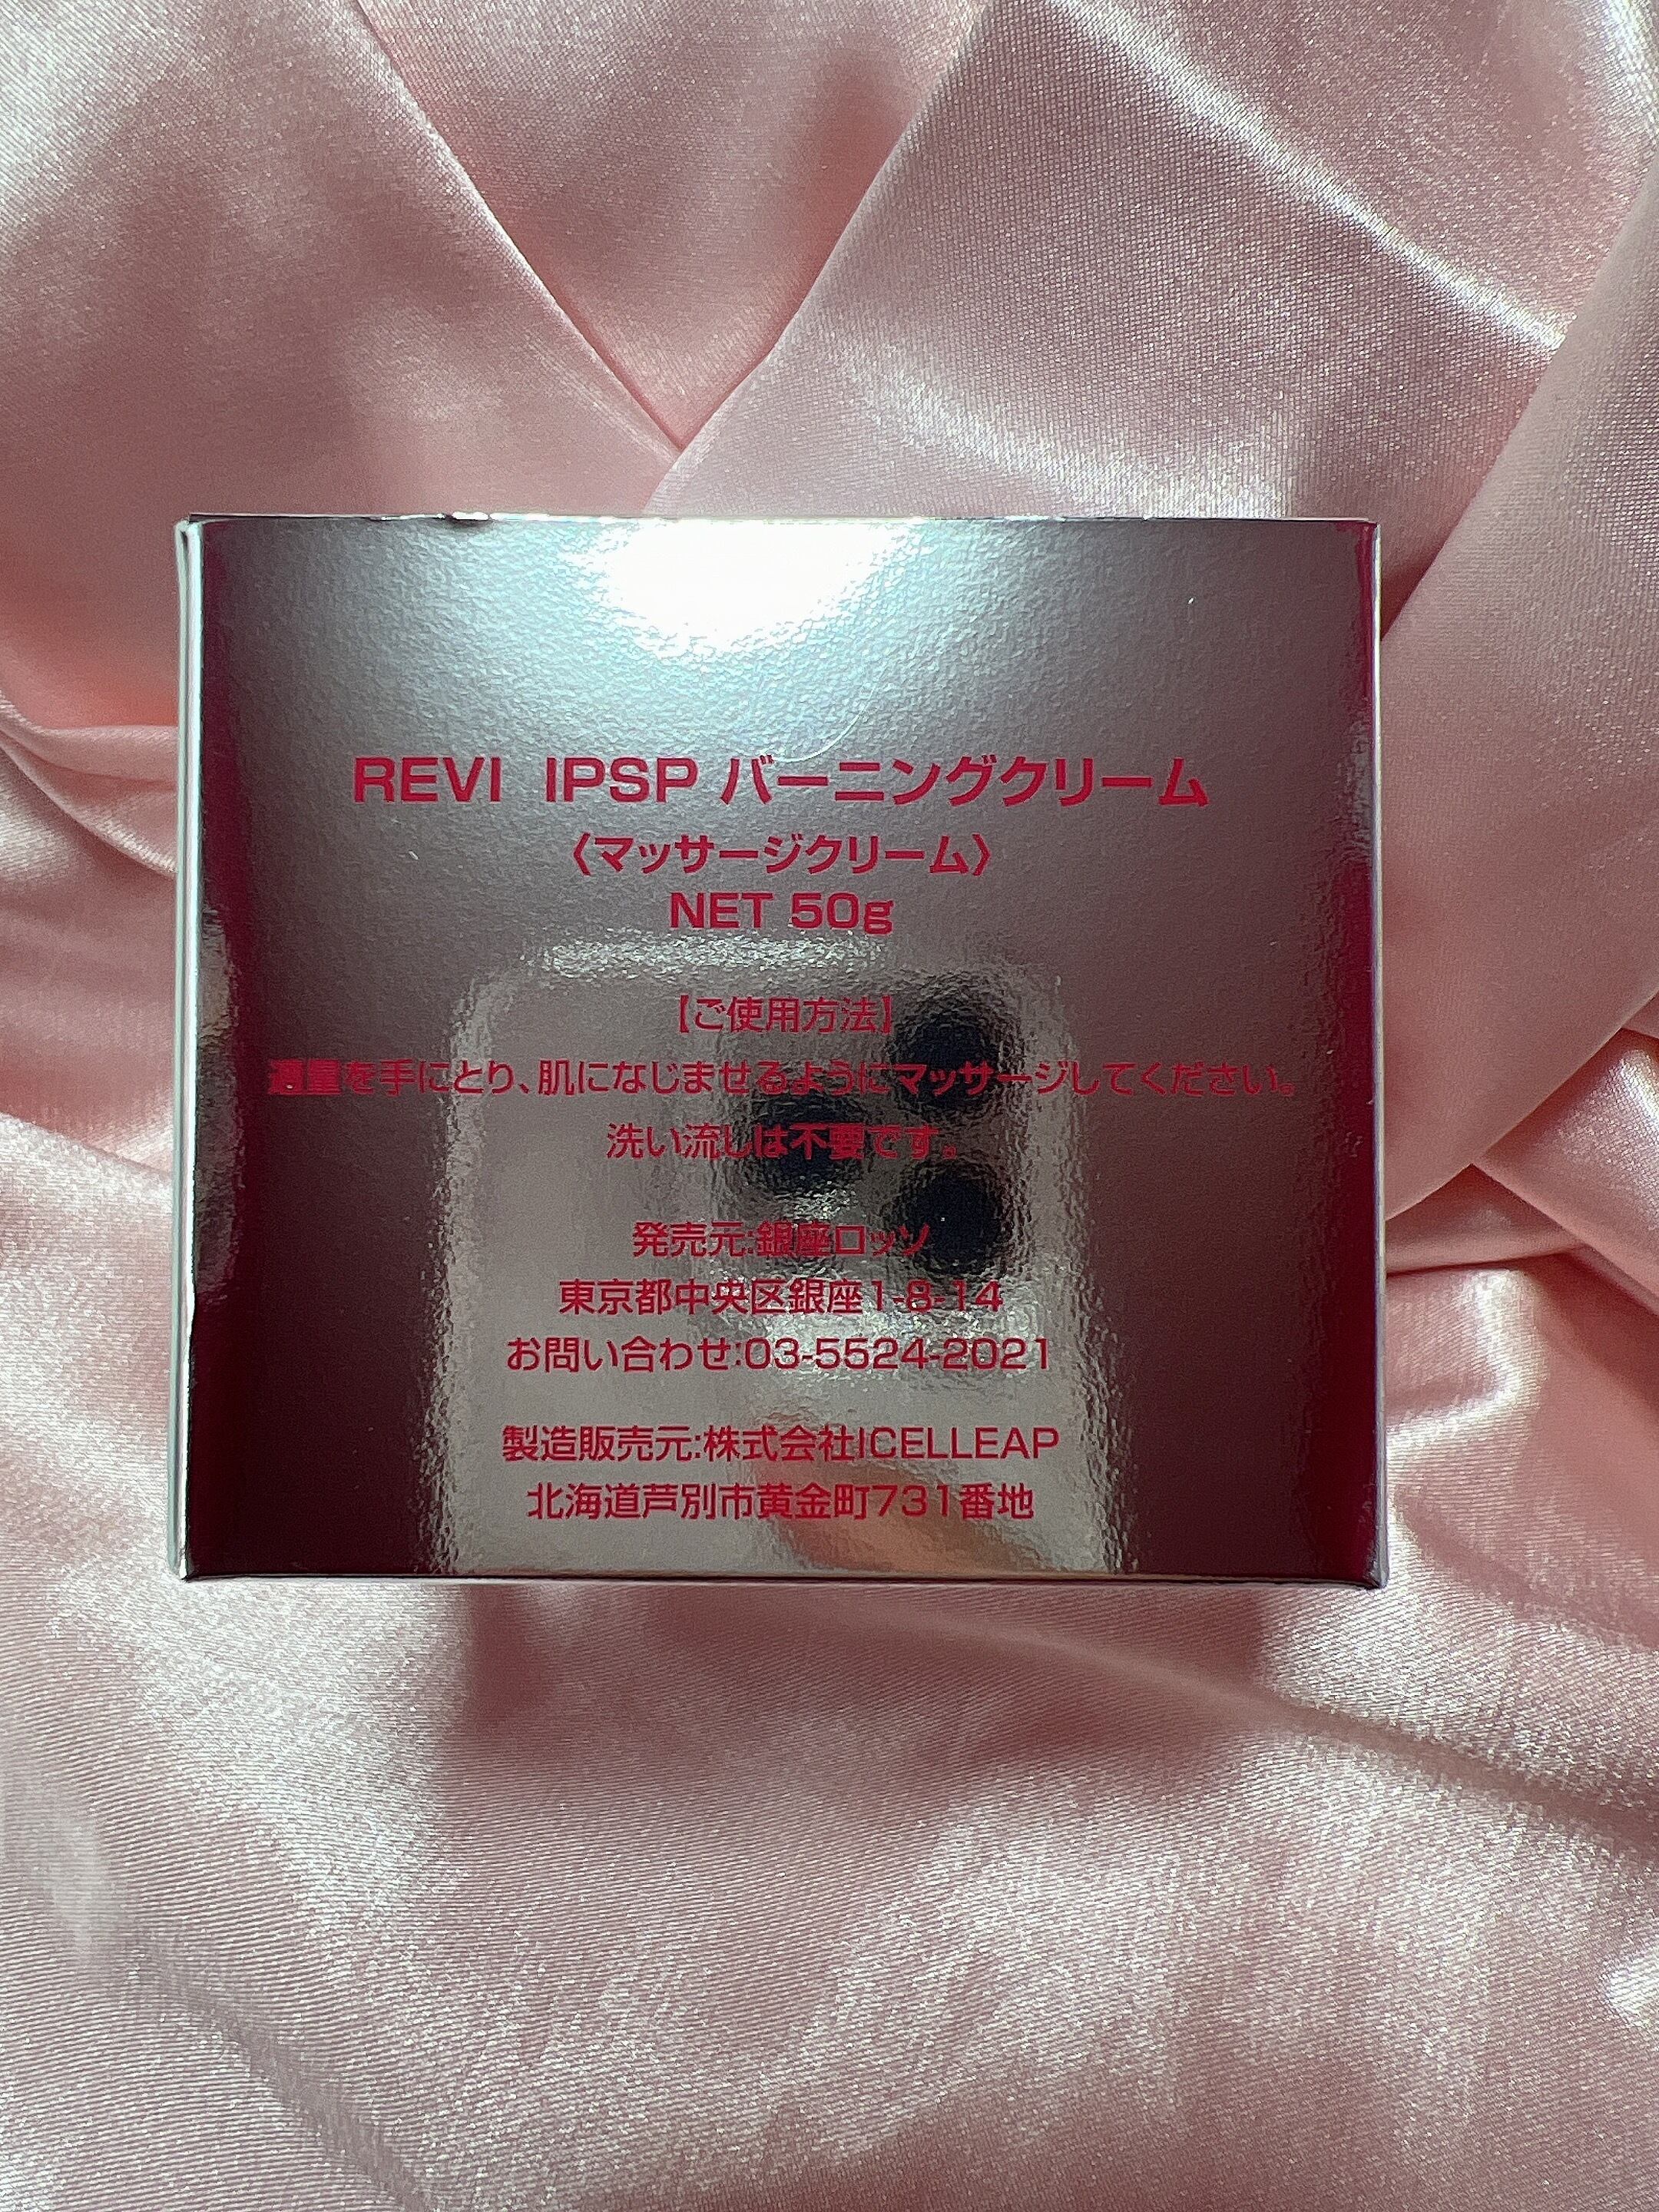 REVI IPSP バーニングクリーム
〈マッサージクリーム〉
NET 50g
【ご使用方法】
適量を手にとり、肌になじませるようにマッサージしてください。
洗い流しは不要です。
発売元:銀座ロッソ
東京都中央区銀座1-8-14
お問い合わせ:03-5524-2021
製造販売元:株式会社ICELLEAP
北海道芦別市黄金町731番地